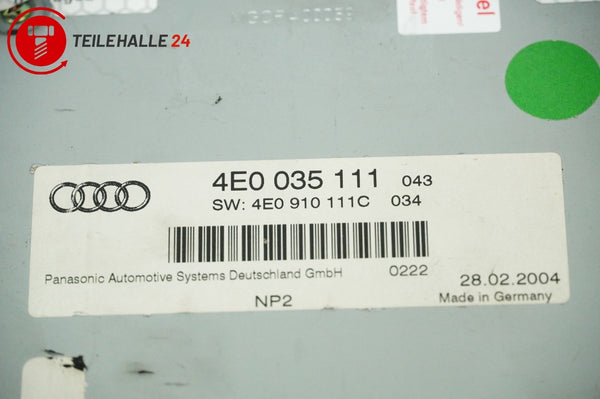 TEILEHALLE 24
4E0 035 111 043
SW: 4E0 910 111C 034
Panasonic Automotive Systems Deutschland GmbH 0222
28.02.2004
NP2
Made in Germany